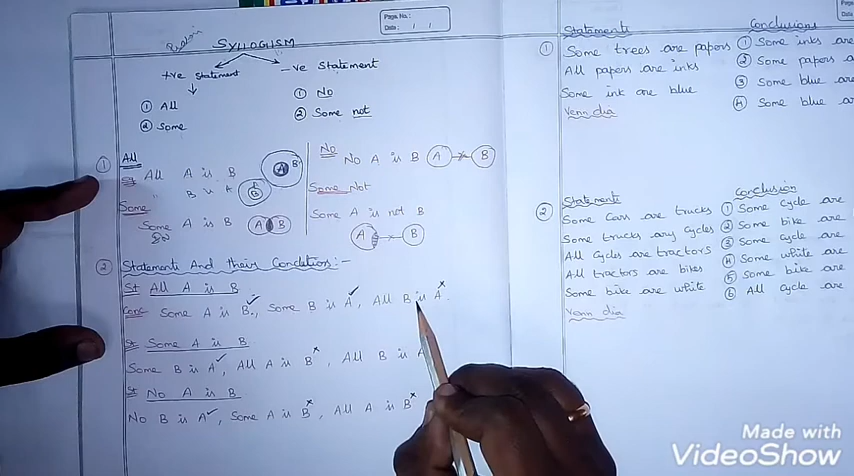 Page No.:
Date: / /
SYllOGISM
+ve Statement
-ve Statement
① All
② Some
① No
② Some not
① All
St All A is B
A B
" B is A
B
Some
Some A is B
A B
No
No A is B
A B
Some Not
Some A is not B
A B
② Statement And their Conclutions:-
St All A is B
Conc Some A is B. ✓, Some B is A ✓, All B is A x.
St Some A is B
Some B is A ✓, All A is B x, All B is A
St No A is B
No B is A ✓, Some A is B x, All A is B x
Page
Date
Statements
Conclusions
① Some trees are papers
All papers are inks
Some ink are blue
Venn dia
① Some inks are
② Some papers a
③ Some blue are
④ Some blue ar
② Statements
Conclusion
Some Cars are trucks
Some trucks are cycles
All Cycles are tractors
All tractors are bikes
Some bike are white
Venn dia
① Some cycle are
② Some bike are
③ Some cycle are
④ Some white are
⑤ Some bike are
⑥ All cycle are
Made with
VideoShow